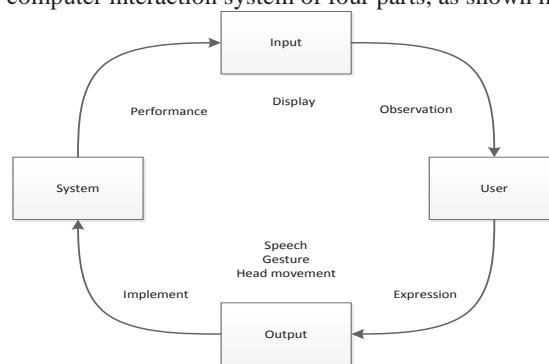 computer interaction system of four parts, as shown
Input
Performance
Display
Observation
System
User
Speech
Gesture
Head movement
Implement
Expression
Output